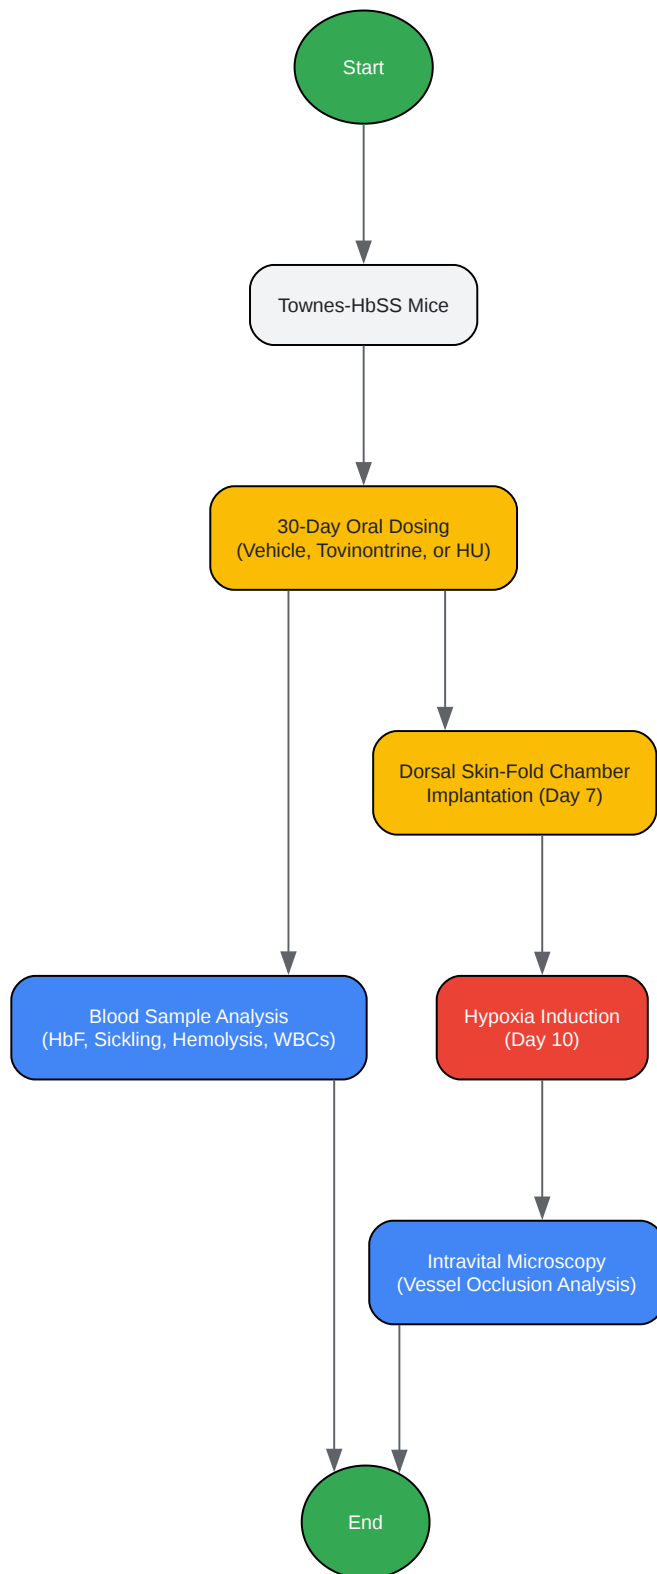 Start
Townes-HbSS Mice
30-Day Oral Dosing
(Vehicle, Tovinontrine, or HU)
Dorsal Skin-Fold Chamber
Implantation (Day 7)
Blood Sample Analysis
(HbF, Sickling, Hemolysis, WBCs)
Hypoxia Induction
(Day 10)
Intravital Microscopy
(Vessel Occlusion Analysis)
End